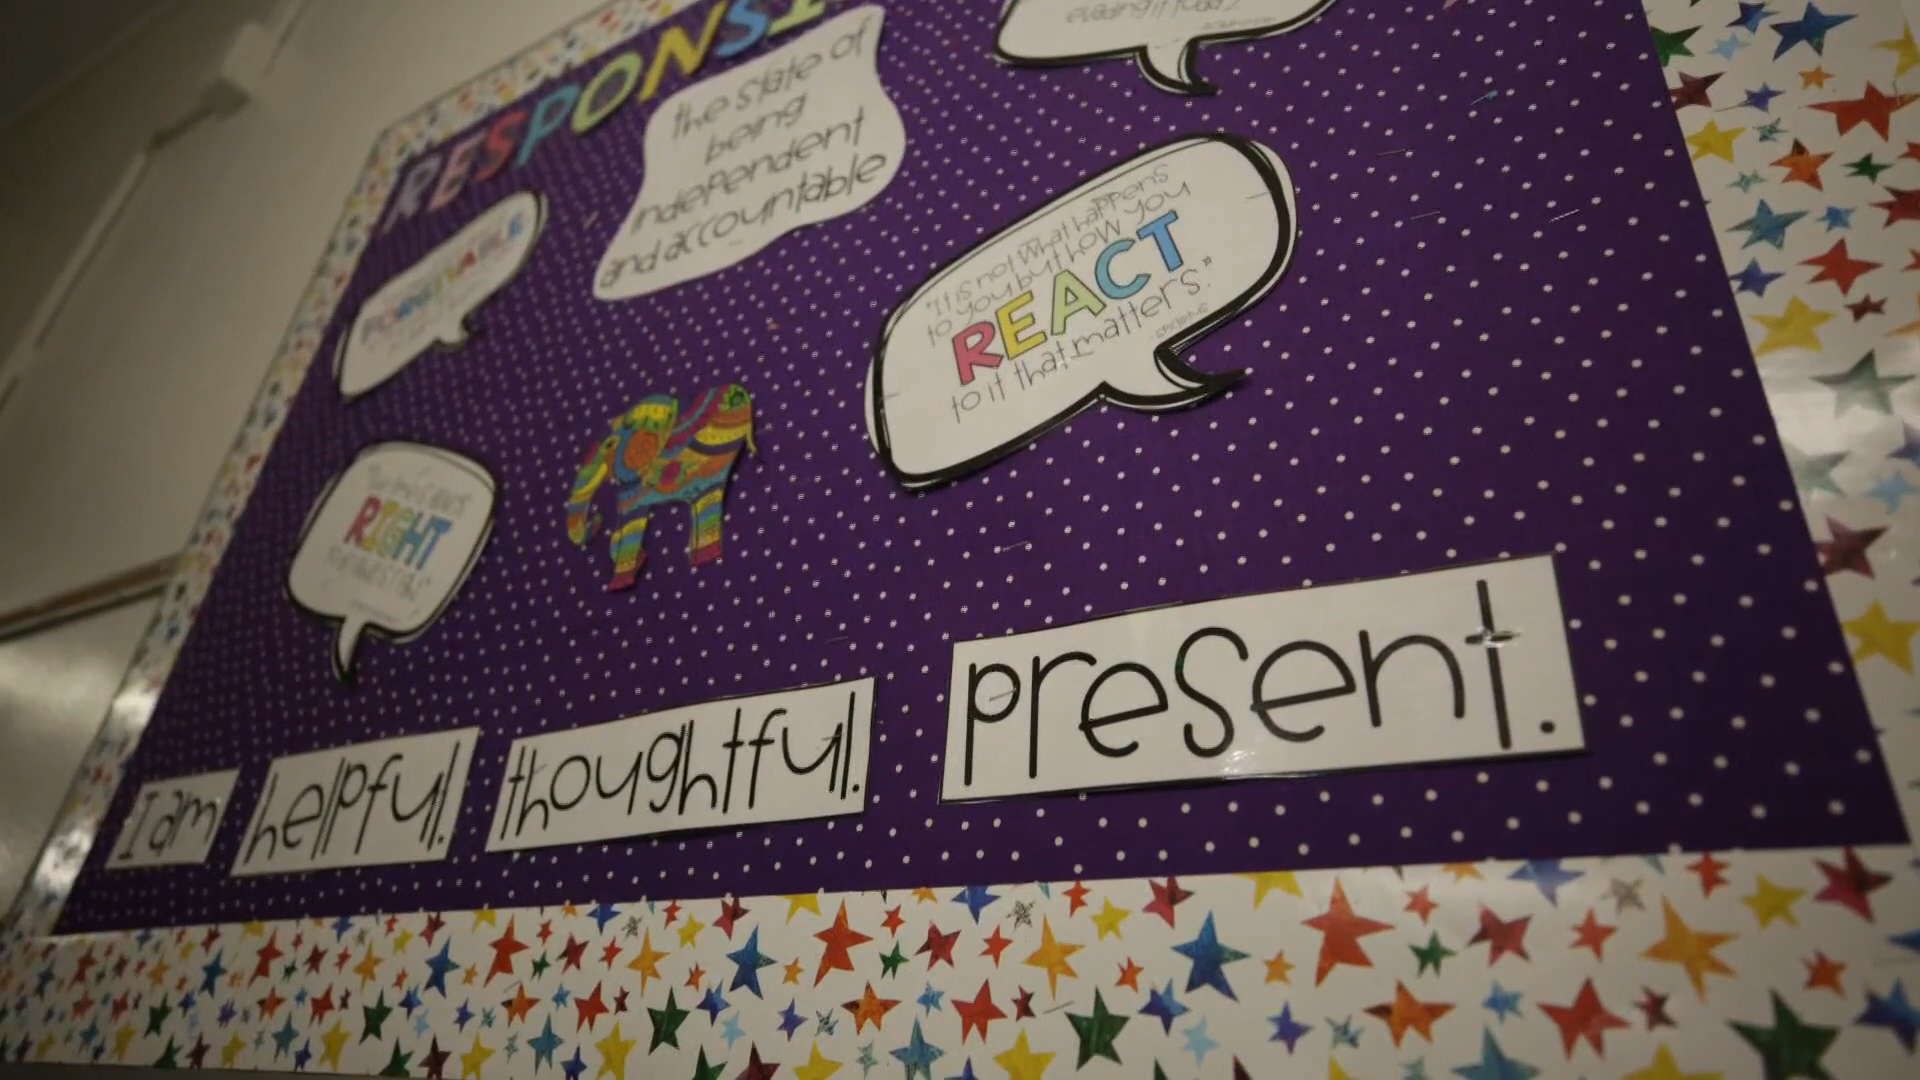 RESPONSI
the state of
being
independent
and accountable
"It is not what happens
to you but how you
REACT
to it that matters."
FORGIVABLE
RIGHT
I am helpful. thoughtful. present.